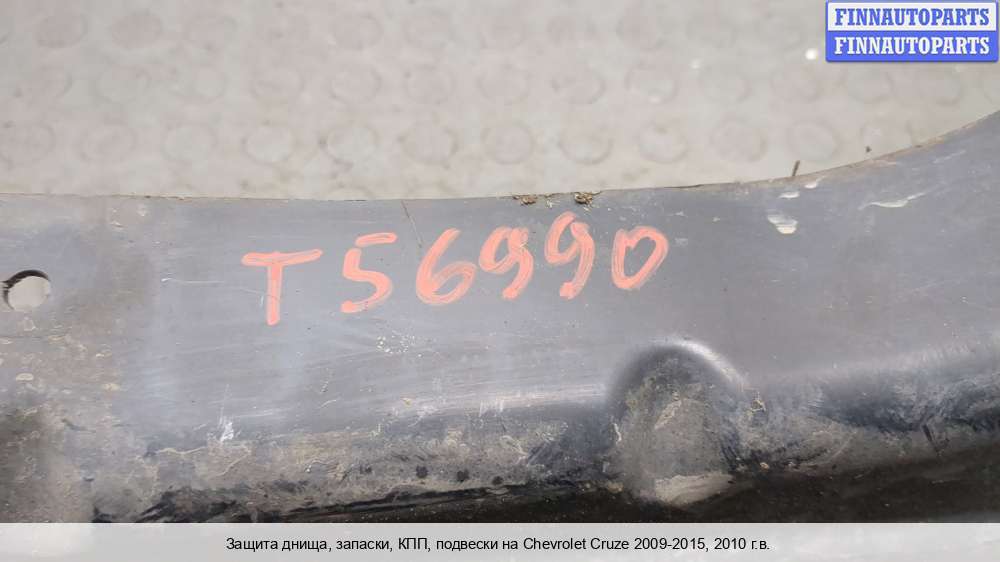 FINNAUTOPARTS
FINNAUTOPARTS
T56990
Защита днища, запаски, КПП, подвески на Chevrolet Cruze 2009-2015, 2010 г.в.